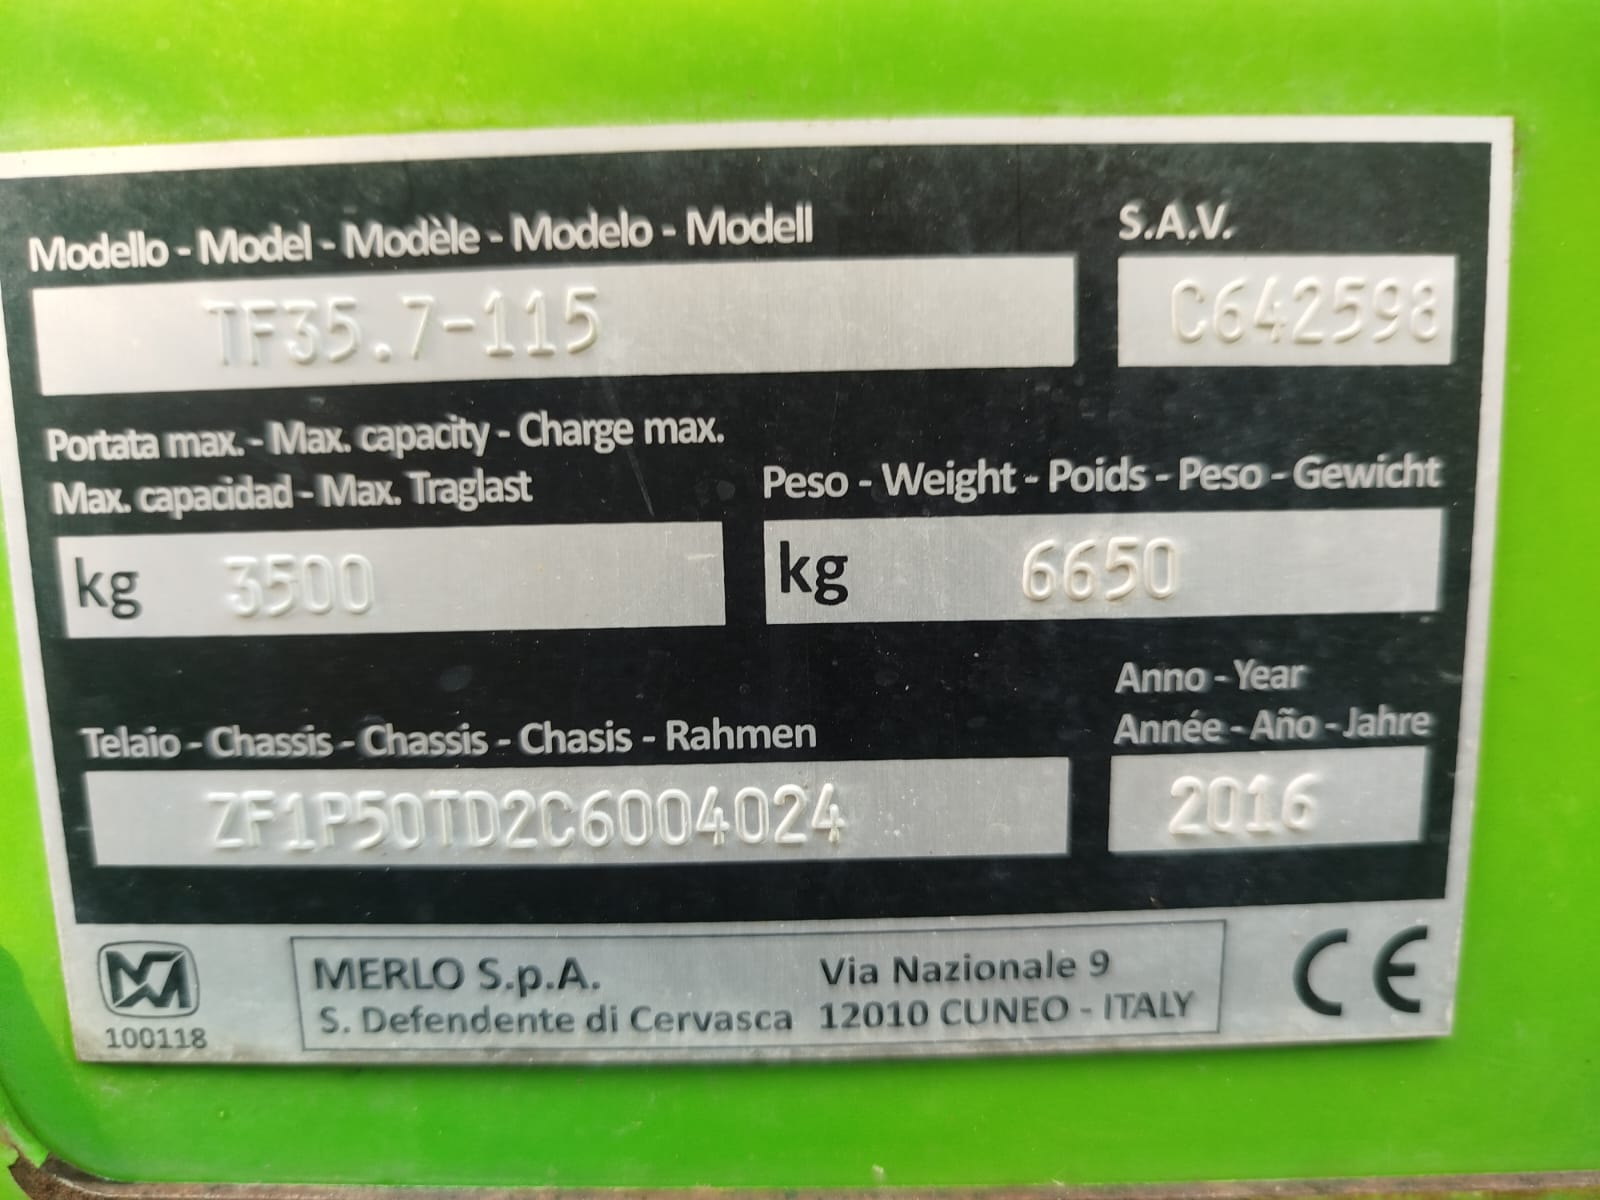 Modello - Model - Modèle - Modelo - Modell
S.A.V.
TF35.7-115
C642598
Portata max. - Max. capacity - Charge max.
Max. capacidad - Max. Traglast
Peso - Weight - Poids - Peso - Gewicht
kg 3500
kg 6650
Telaio - Chassis - Chassis - Chasis - Rahmen
Anno - Year
Année - Año - Jahre
ZF1P50TD2C6004024
2016
100118
MERLO S.p.A.
S. Defendente di Cervasca
Via Nazionale 9
12010 CUNEO - ITALY
CE